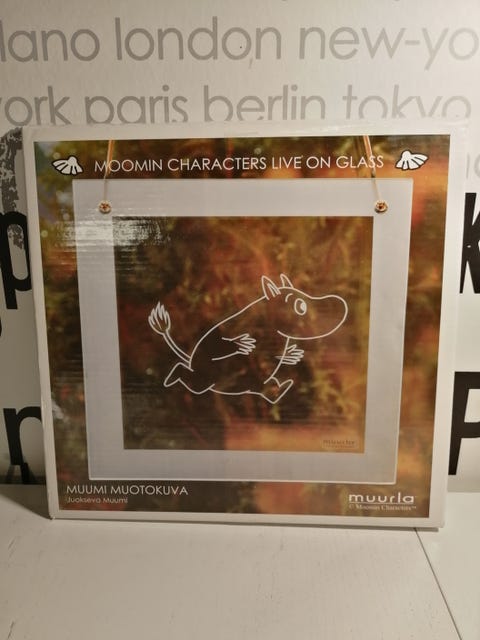 lano london new-yo
york paris berlin tokyo
MOOMIN CHARACTERS LIVE ON GLASS
muurla
MUUMI MUOTOKUVA
Juokseva Muumi
muurla
© Moomin Characters™